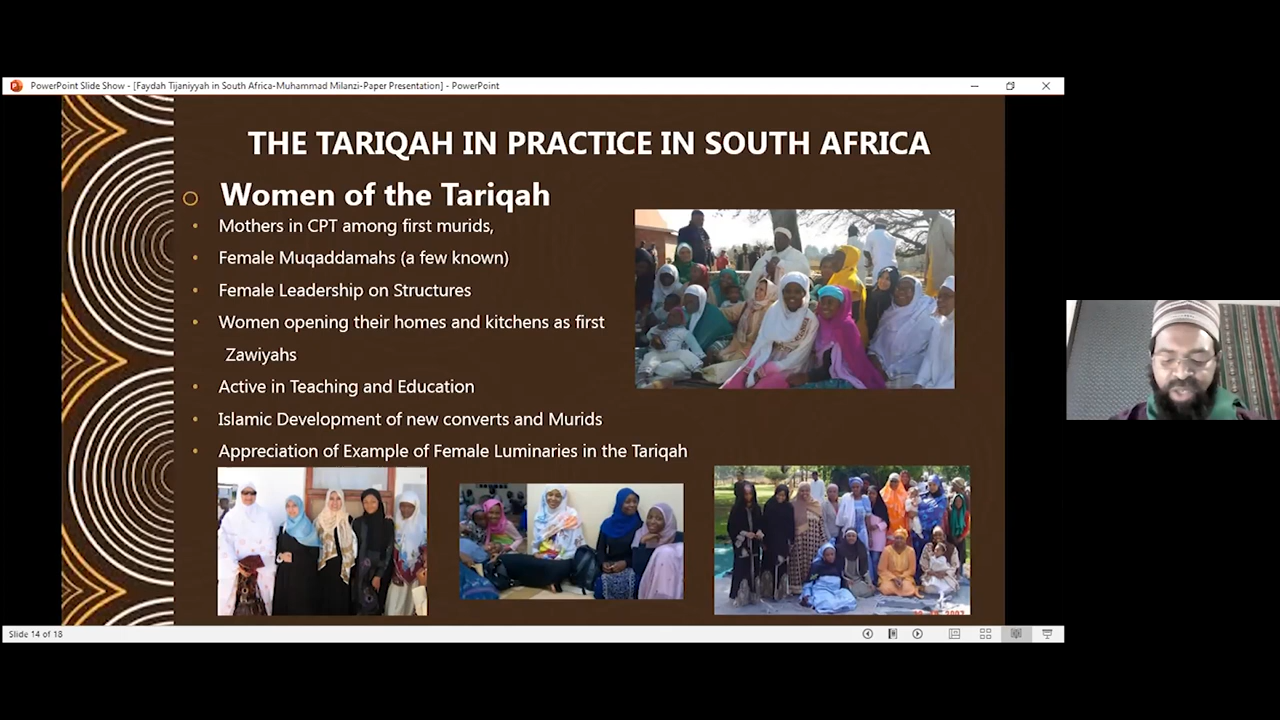 PowerPoint Slide Show - [Faydah Tijaniyyah in South Africa-Muhammad Milanzi-Paper Presentation] - PowerPoint
THE TARIQAH IN PRACTICE IN SOUTH AFRICA
Women of the Tariqah
Mothers in CPT among first murids,
Female Muqaddamahs (a few known)
Female Leadership on Structures
Women opening their homes and kitchens as first
Zawiyahs
Active in Teaching and Education
Islamic Development of new converts and Murids
Appreciation of Example of Female Luminaries in the Tariqah
Slide 14 of 18